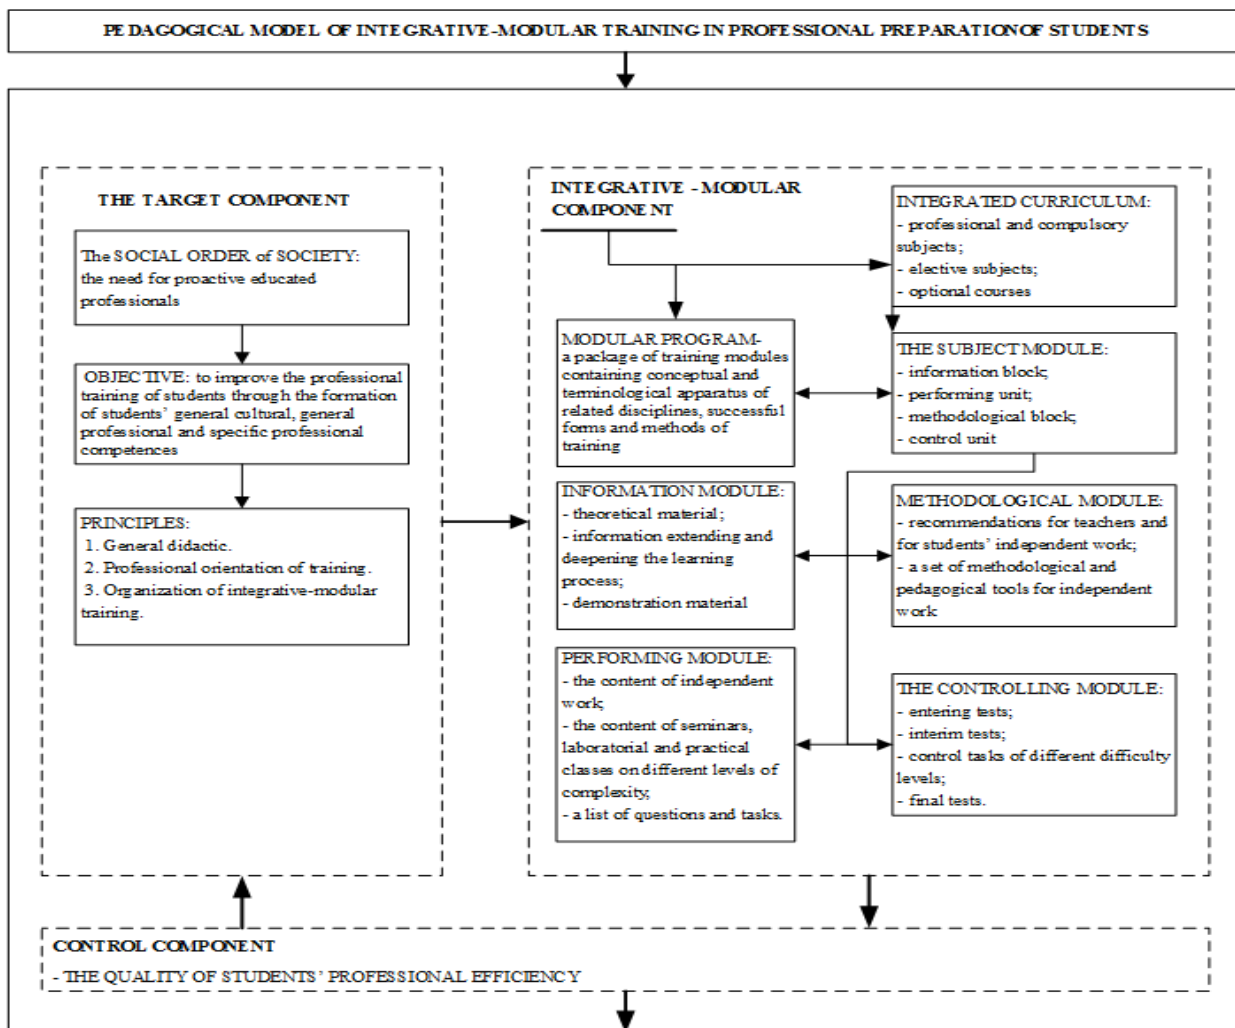 PEDAGOGICAL MODEL OF INTEGRATIVE-MODULAR TRAINING IN PROFESSIONAL PREPARATION OF STUDENTS
THE TARGET COMPONENT
The SOCIAL ORDER of SOCIETY:
the need for proactive educated
professionals
OBJECTIVE: to improve the professional
training of students through the formation
of students' general cultural, general
professional and specific professional
competences
PRINCIPLES:
1. General didactic.
2. Professional orientation of training.
3. Organization of integrative-modular
training.
INTEGRATIVE - MODULAR
COMPONENT
INTEGRATED CURRICULUM:
- professional and compulsory
subjects;
- elective subjects;
- optional courses
MODULAR PROGRAM-
a package of training modules
containing conceptual and
terminological apparatus of
related disciplines, successful
forms and methods of
training
THE SUBJECT MODULE:
- information block;
- performing unit;
- methodological block;
- control unit
INFORMATION MODULE:
- theoretical material;
- information extending and
deepening the learning
process;
- demonstration material
METHODOLOGICAL MODULE:
- recommendations for teachers and
for students' independent work;
- a set of methodological and
pedagogical tools for independent
work
PERFORMING MODULE:
- the content of independent
work;
- the content of seminars,
laboratorial and practical
classes on different levels of
complexity;
- a list of questions and tasks.
THE CONTROLLING MODULE:
- entering tests;
- interim tests;
- control tasks of different difficulty
levels;
- final tests.
CONTROL COMPONENT
- THE QUALITY OF STUDENTS' PROFESSIONAL EFFICIENCY